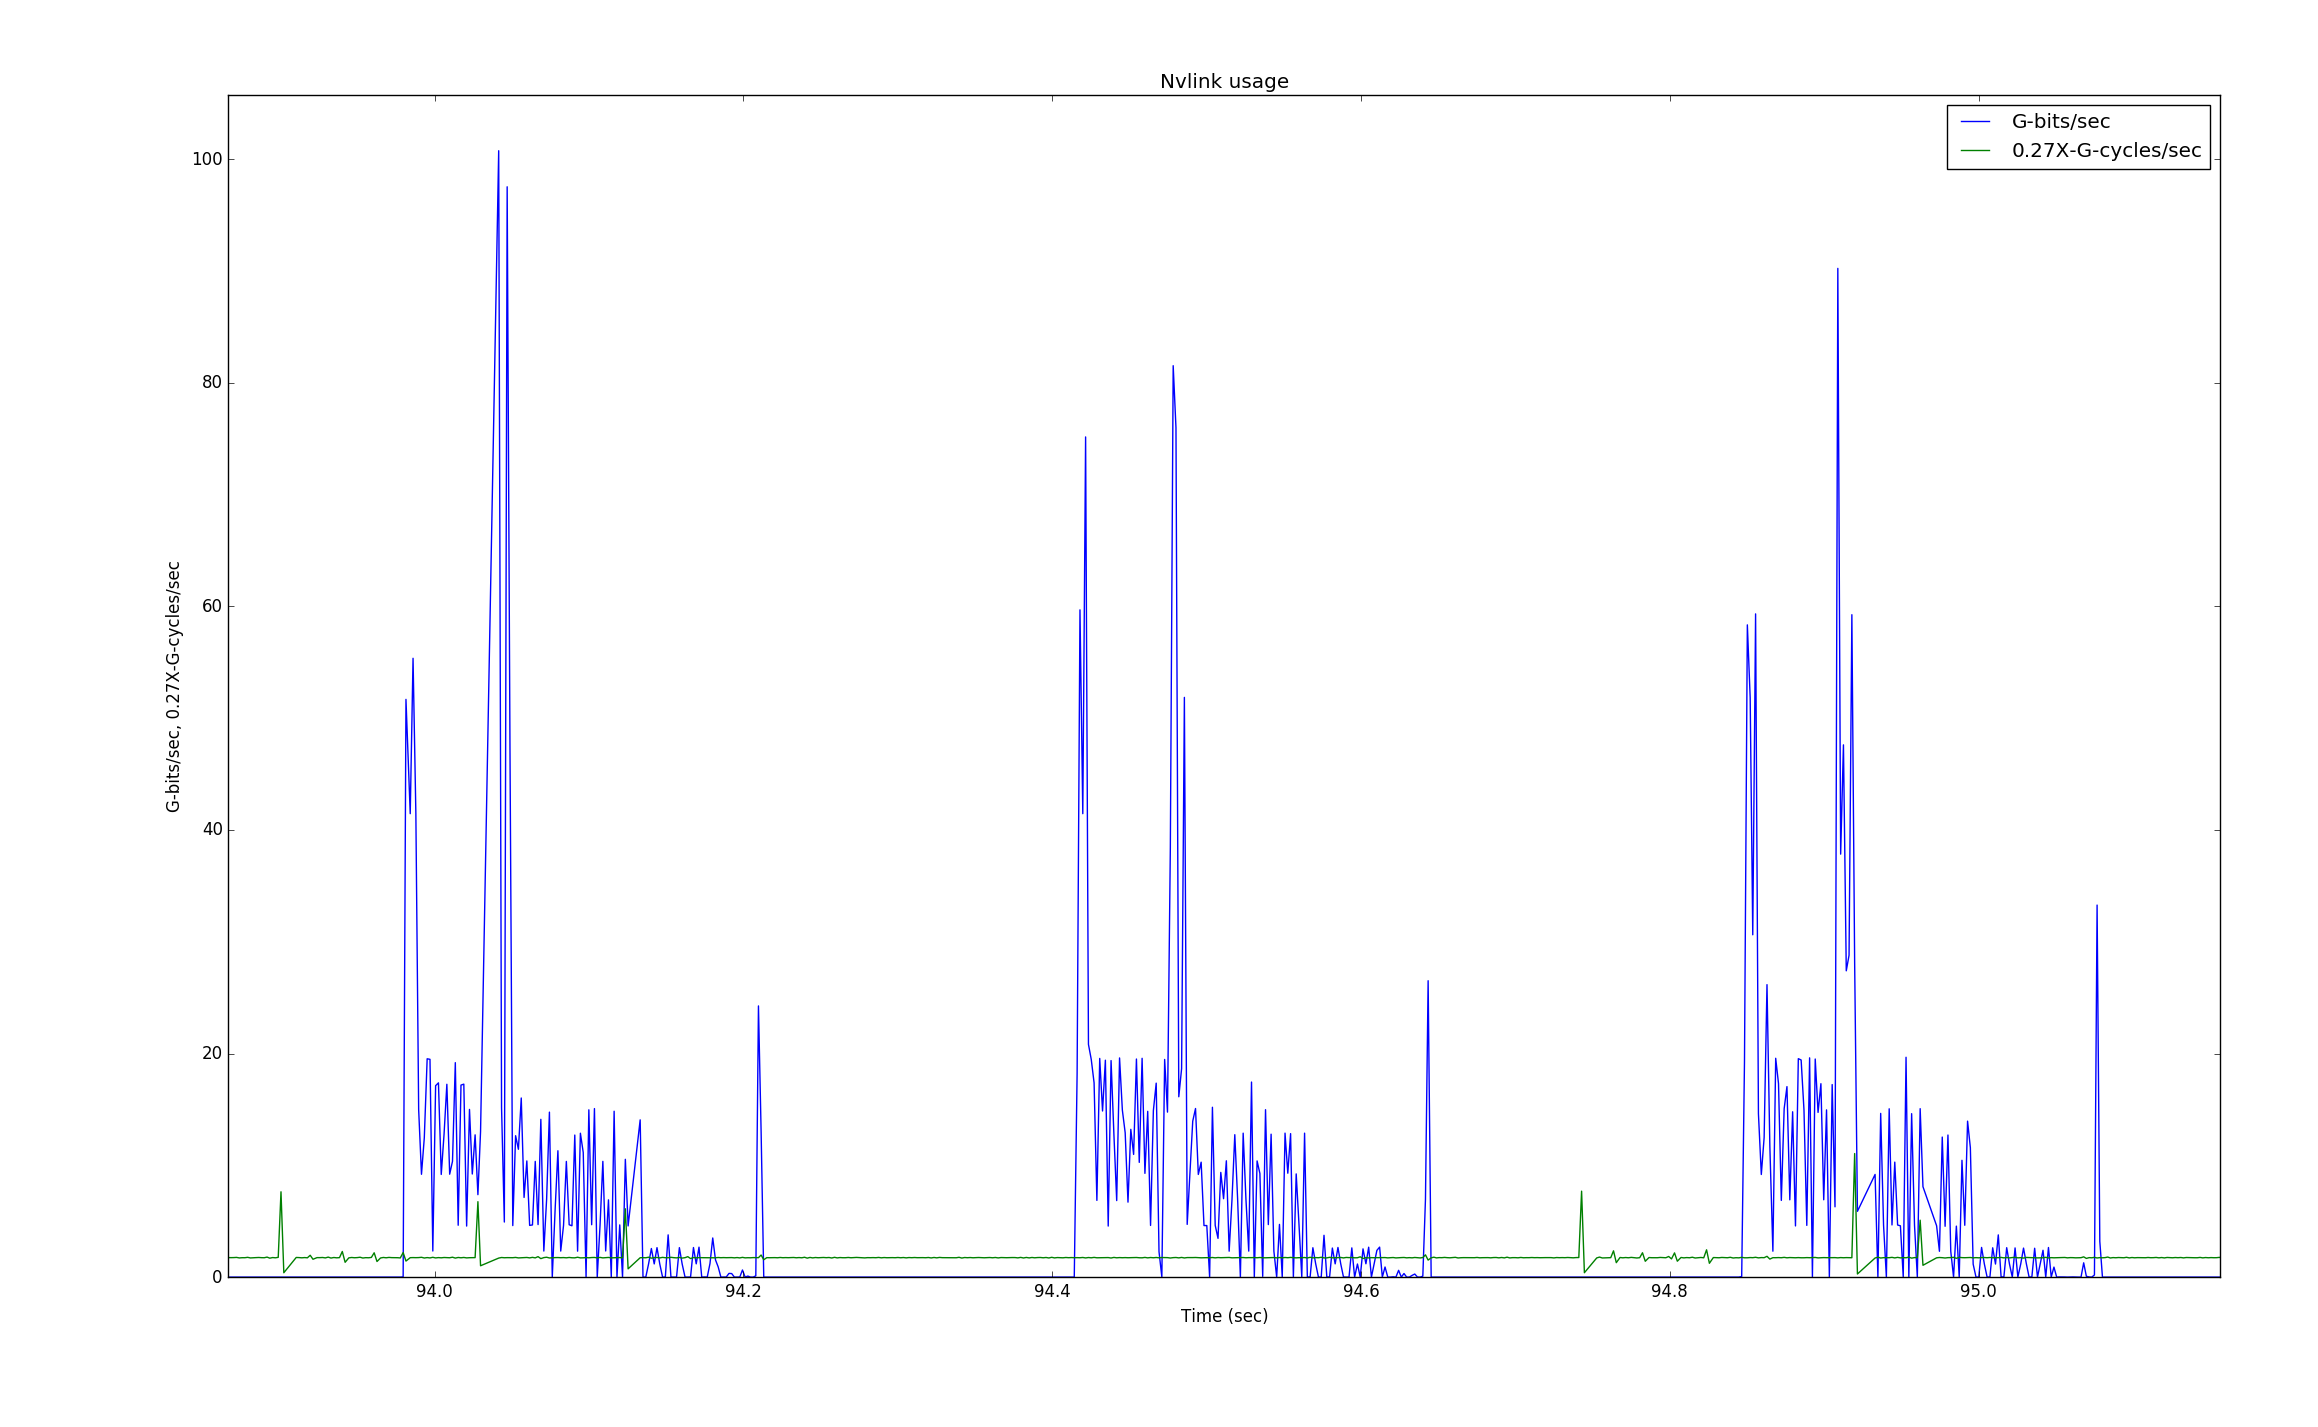 Nvlink usage
G-bits/sec
0.27X-G-cycles/sec
100
80
60
40
20
0
G-bits/sec, 0.27X-G-cycles/sec
94.0 94.2 94.4 94.6 94.8 95.0
Time (sec)